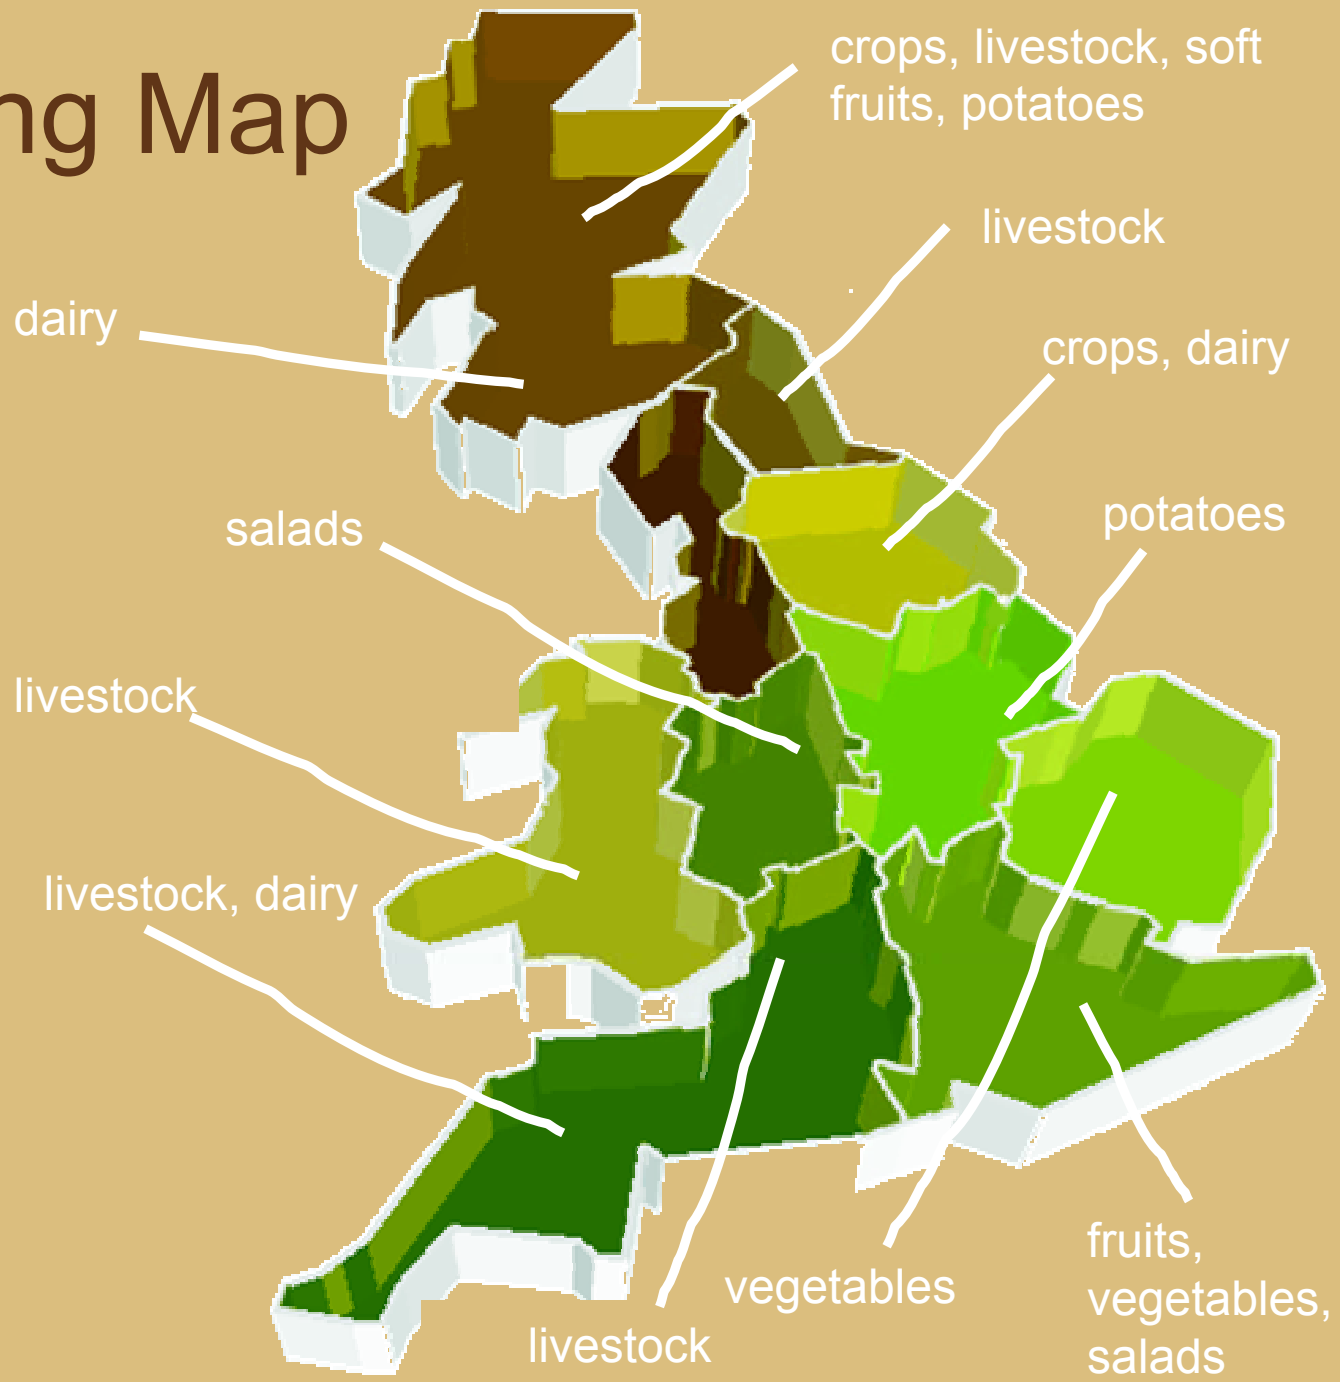 ng Map
crops, livestock, soft
fruits, potatoes
livestock
dairy
crops, dairy
potatoes
salads
livestock
livestock, dairy
fruits,
vegetables,
salads
vegetables
livestock